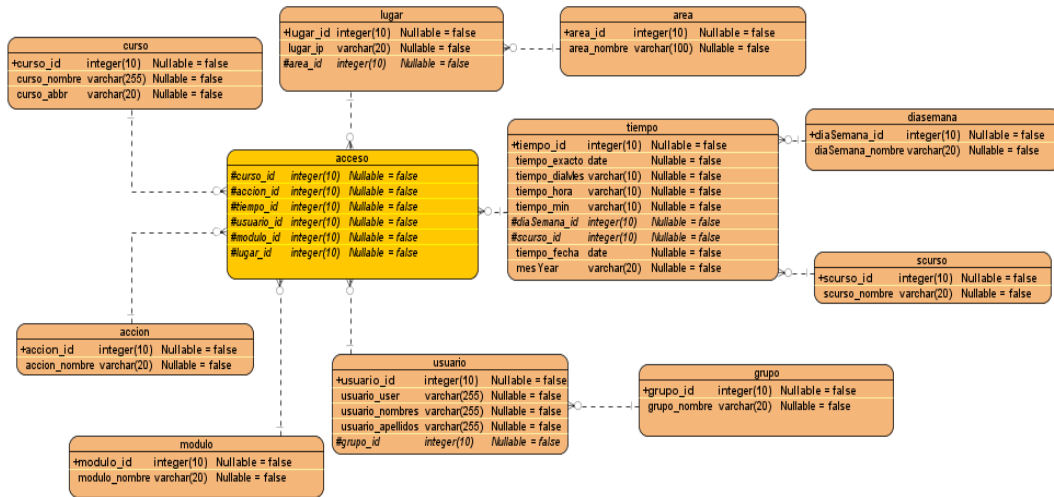 lugar
+lugar_id integer(10) Nullable = false
lugar_ip varchar(20) Nullable = false
#area_id integer(10) Nullable = false
area
+area_id integer(10) Nullable = false
area_nombre varchar(100) Nullable = false
curso
+curso_id integer(10) Nullable = false
curso_nombre varchar(255) Nullable = false
curso_abbr varchar(20) Nullable = false
tiempo
+tiempo_id integer(10) Nullable = false
tiempo_exacto date Nullable = false
tiempo_diaMes varchar(10) Nullable = false
tiempo_hora varchar(10) Nullable = false
tiempo_min varchar(10) Nullable = false
#diaSemana_id integer(10) Nullable = false
#scurso_id integer(10) Nullable = false
tiempo_fecha date Nullable = false
mesYear varchar(20) Nullable = false
diasemana
+diaSemana_id integer(10) Nullable = false
diaSemana_nombre varchar(20) Nullable = false
acceso
#curso_id integer(10) Nullable = false
#accion_id integer(10) Nullable = false
#tiempo_id integer(10) Nullable = false
#usuario_id integer(10) Nullable = false
#modulo_id integer(10) Nullable = false
#lugar_id integer(10) Nullable = false
scurso
+scurso_id integer(10) Nullable = false
scurso_nombre varchar(20) Nullable = false
accion
+accion_id integer(10) Nullable = false
accion_nombre varchar(20) Nullable = false
usuario
+usuario_id integer(10) Nullable = false
usuario_user varchar(255) Nullable = false
usuario_nombres varchar(255) Nullable = false
usuario_apellidos varchar(255) Nullable = false
#grupo_id integer(10) Nullable = false
grupo
+grupo_id integer(10) Nullable = false
grupo_nombre varchar(20) Nullable = false
modulo
+modulo_id integer(10) Nullable = false
modulo_nombre varchar(20) Nullable = false